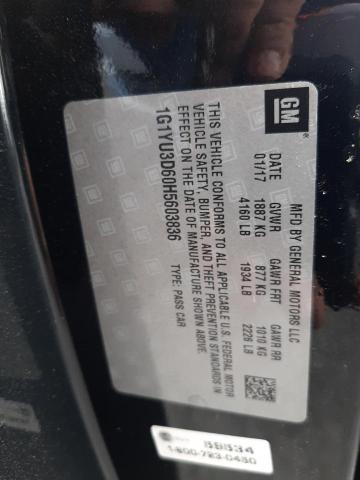 GM
MFD BY GENERAL MOTORS LLC
DATE GVWR GAWR FRT GAWR RR
01/17 1887 KG 877 KG 1010 KG
4160 LB 1934 LB 2226 LB
THIS VEHICLE CONFORMS TO ALL APPLICABLE U.S. FEDERAL MOTOR
VEHICLE SAFETY, BUMPER, AND THEFT PREVENTION STANDARDS IN
EFFECT ON THE DATE OF MANUFACTURE SHOWN ABOVE.
1G1YU3D60H5603836 TYPE: PASS CAR
59534
1-800-793-0430